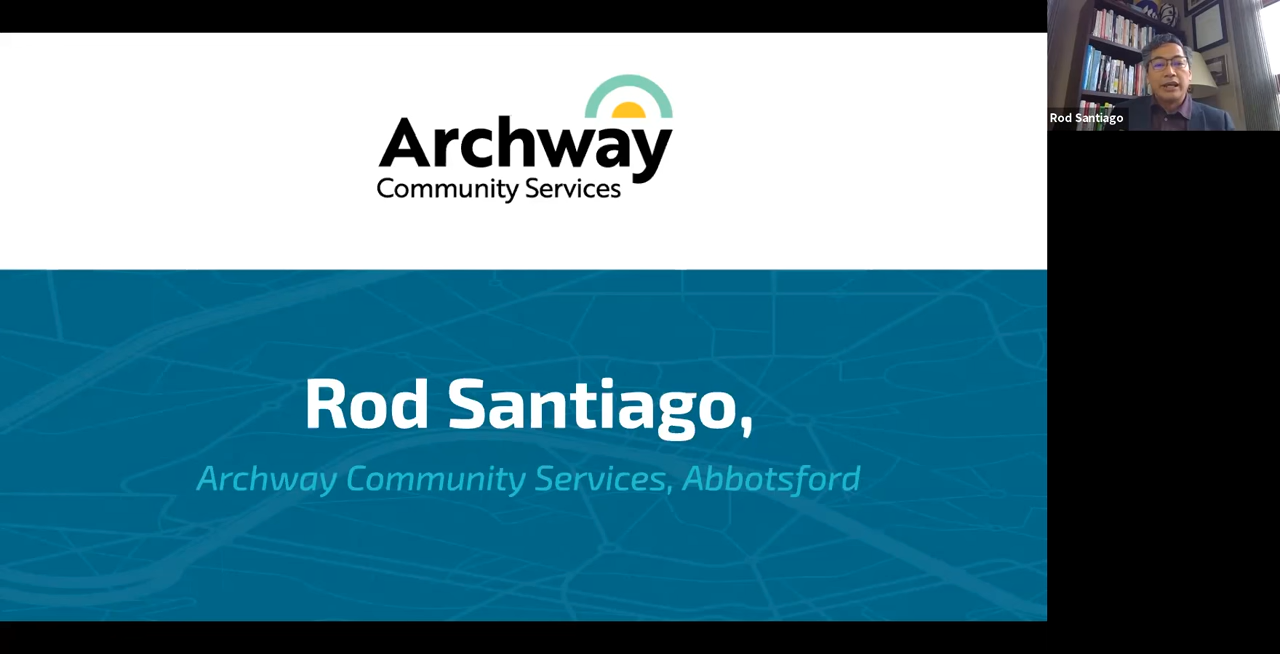 Archway
Community Services
Rod Santiago
Rod Santiago,
Archway Community Services, Abbotsford